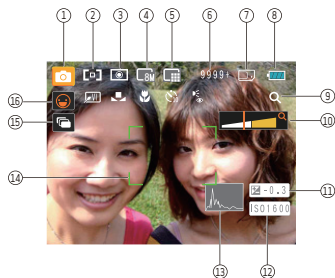 ① ② ③ ④ ⑤ ⑥ ⑦ ⑧
8M 9999+
⑯ ⑨
⑮ ⑩
⑭ -0.3 ⑪
ISO1600
⑬ ⑫